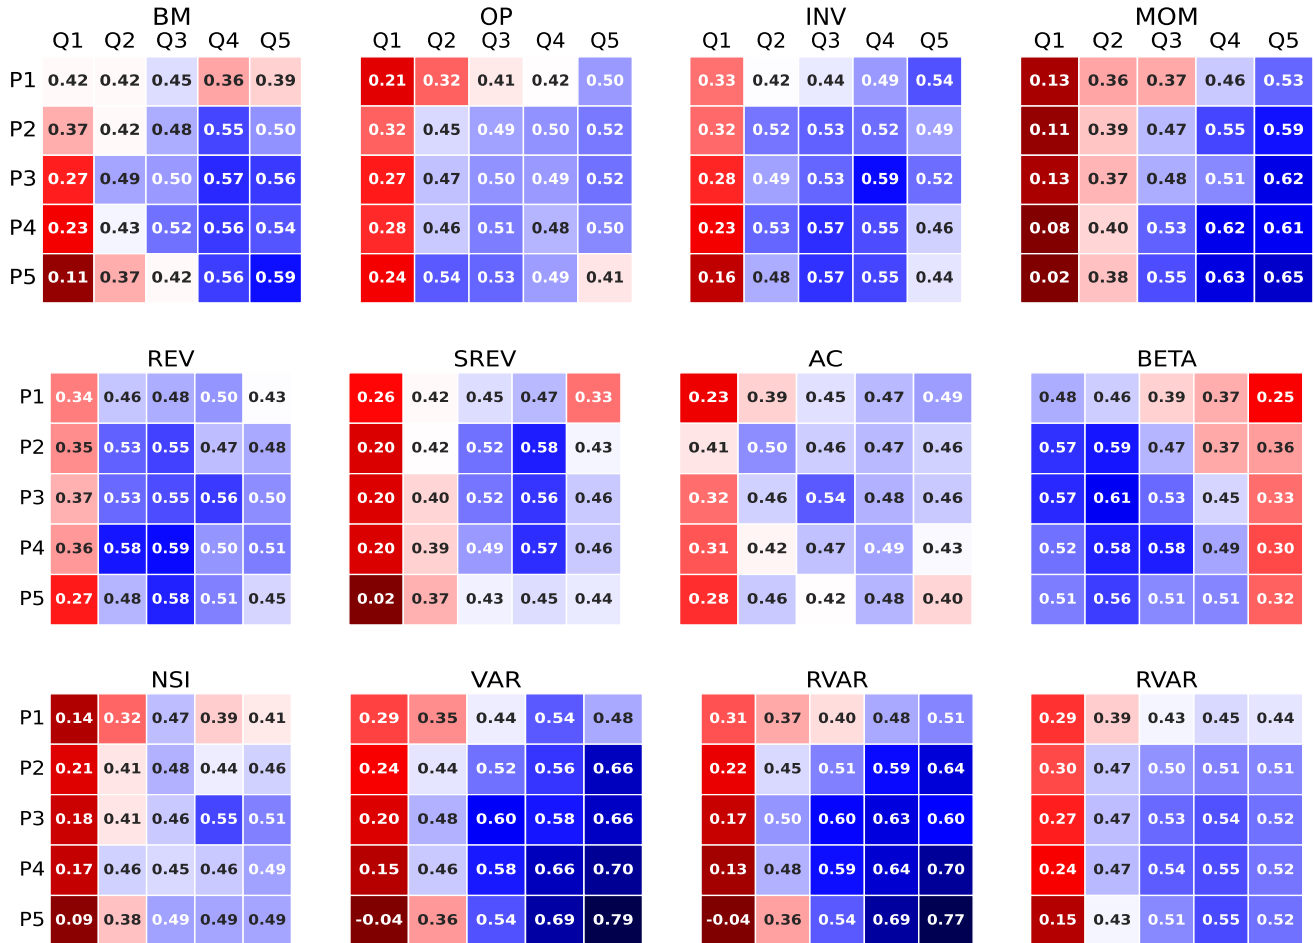 BM OP INV MOM
Q1 Q2 Q3 Q4 Q5 Q1 Q2 Q3 Q4 Q5 Q1 Q2 Q3 Q4 Q5 Q1 Q2 Q3 Q4 Q5
P1 0.42 0.42 0.45 0.36 0.39 0.21 0.32 0.41 0.42 0.50 0.33 0.42 0.44 0.49 0.54 0.13 0.36 0.37 0.46 0.53
P2 0.37 0.42 0.48 0.55 0.50 0.32 0.45 0.49 0.50 0.52 0.32 0.52 0.53 0.52 0.49 0.11 0.39 0.47 0.55 0.59
P3 0.27 0.49 0.50 0.57 0.56 0.27 0.47 0.50 0.49 0.52 0.28 0.49 0.53 0.59 0.52 0.13 0.37 0.48 0.51 0.62
P4 0.23 0.43 0.52 0.56 0.54 0.28 0.46 0.51 0.48 0.50 0.23 0.53 0.57 0.55 0.46 0.08 0.40 0.53 0.62 0.61
P5 0.11 0.37 0.42 0.56 0.59 0.24 0.54 0.53 0.49 0.41 0.16 0.48 0.57 0.55 0.44 0.02 0.38 0.55 0.63 0.65
REV SREV AC BETA
P1 0.34 0.46 0.48 0.50 0.43 0.26 0.42 0.45 0.47 0.33 0.23 0.39 0.45 0.47 0.49 0.48 0.46 0.39 0.37 0.25
P2 0.35 0.53 0.55 0.47 0.48 0.20 0.42 0.52 0.58 0.43 0.41 0.50 0.46 0.47 0.46 0.57 0.59 0.47 0.37 0.36
P3 0.37 0.53 0.55 0.56 0.50 0.20 0.40 0.52 0.56 0.46 0.32 0.46 0.54 0.48 0.46 0.57 0.61 0.53 0.45 0.33
P4 0.36 0.58 0.59 0.50 0.51 0.20 0.39 0.49 0.57 0.46 0.31 0.42 0.47 0.49 0.43 0.52 0.58 0.58 0.49 0.30
P5 0.27 0.48 0.58 0.51 0.45 0.02 0.37 0.43 0.45 0.44 0.28 0.46 0.42 0.48 0.40 0.51 0.56 0.51 0.51 0.32
NSI VAR RVAR RVAR
P1 0.14 0.32 0.47 0.39 0.41 0.29 0.35 0.44 0.54 0.48 0.31 0.37 0.40 0.48 0.51 0.29 0.39 0.43 0.45 0.44
P2 0.21 0.41 0.48 0.44 0.46 0.24 0.44 0.52 0.56 0.66 0.22 0.45 0.51 0.59 0.64 0.30 0.47 0.50 0.51 0.51
P3 0.18 0.41 0.46 0.55 0.51 0.20 0.48 0.60 0.58 0.66 0.17 0.50 0.60 0.63 0.60 0.27 0.47 0.53 0.54 0.52
P4 0.17 0.46 0.45 0.46 0.49 0.15 0.46 0.58 0.66 0.70 0.13 0.48 0.59 0.64 0.70 0.24 0.47 0.54 0.55 0.52
P5 0.09 0.38 0.49 0.49 0.49 -0.04 0.36 0.54 0.69 0.79 -0.04 0.36 0.54 0.69 0.77 0.15 0.43 0.51 0.55 0.52